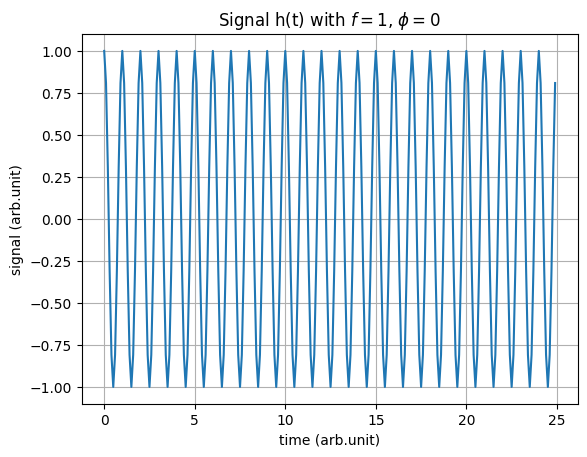 Signal h(t) with f = 1, ϕ = 0
1.00
0.75
0.50
0.25
0.00
−0.25
−0.50
−0.75
−1.00
signal (arb.unit)
0 5 10 15 20 25
time (arb.unit)